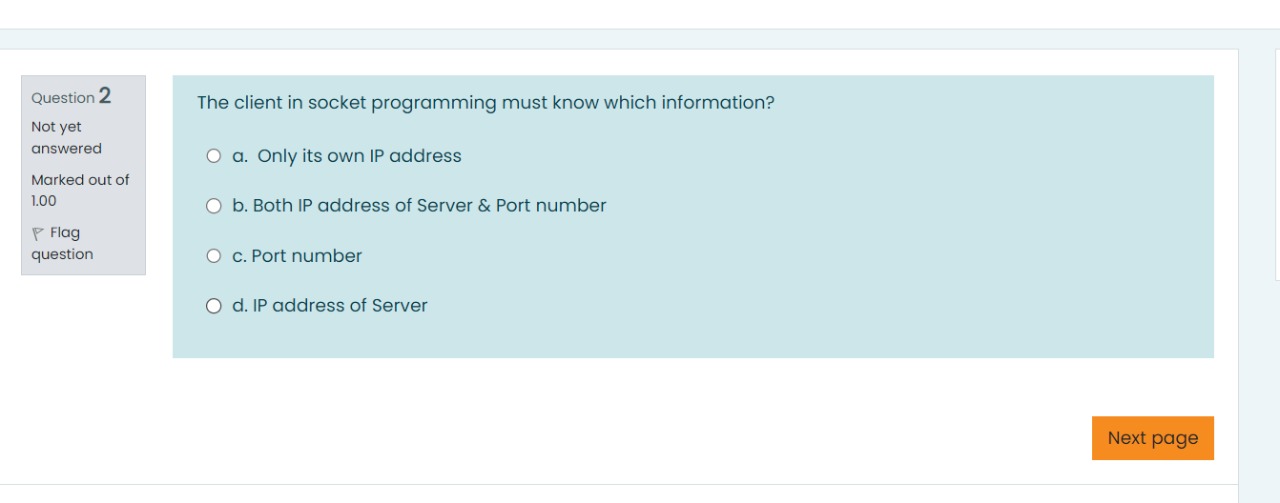 Question 2
Not yet
answered
Marked out of
1.00
Flag
question
The client in socket programming must know which information?
a. Only its own IP address
b. Both IP address of Server & Port number
c. Port number
d. IP address of Server
Next page